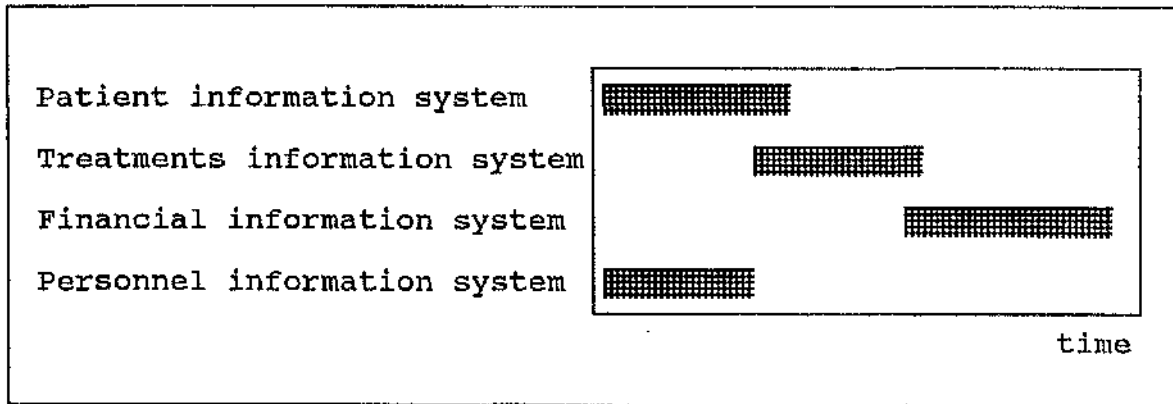 Patient information system
Treatments information system
Financial information system
Personnel information system
time